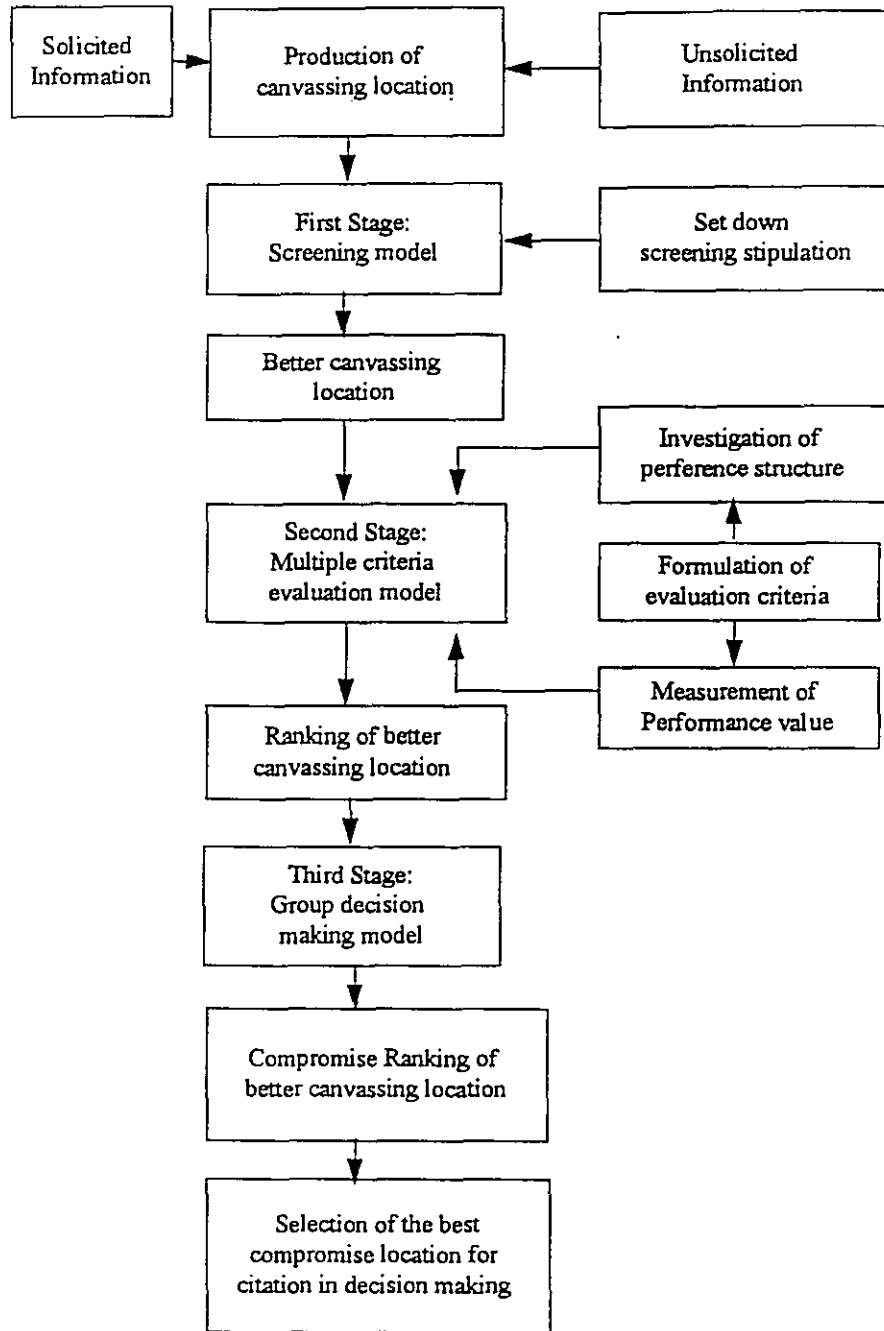 Solicited
Information
Production of
canvassing location
Unsolicited
Information
First Stage:
Screening model
Set down
screening stipulation
Better canvassing
location
Investigation of
perference structure
Second Stage:
Multiple criteria
evaluation model
Formulation of
evaluation criteria
Measurement of
Performance value
Ranking of better
canvassing location
Third Stage:
Group decision
making model
Compromise Ranking of
better canvassing location
Selection of the best
compromise location for
citation in decision making